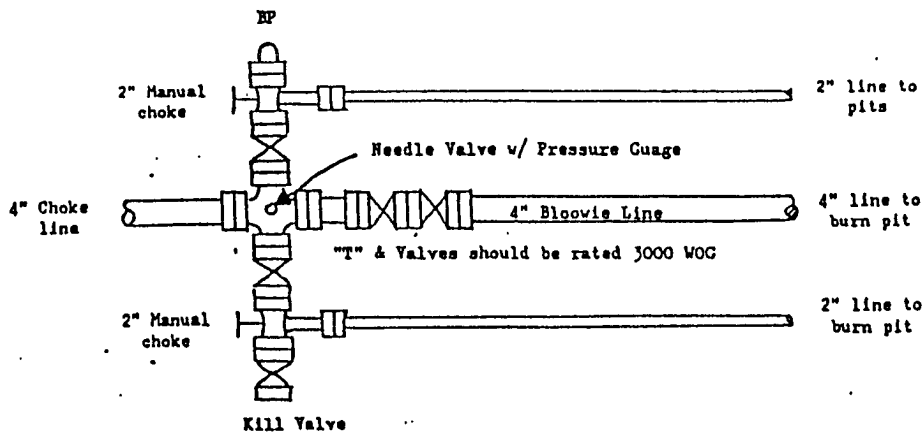 BP
2" Manual
choke
2" line to
pits
Needle Valve w/ Pressure Guage
4" Choke
line
4" Bloowie Line
4" line to
burn pit
"T" & Valves should be rated 3000 WOG
2" Manual
choke
2" line to
burn pit
Kill Valve